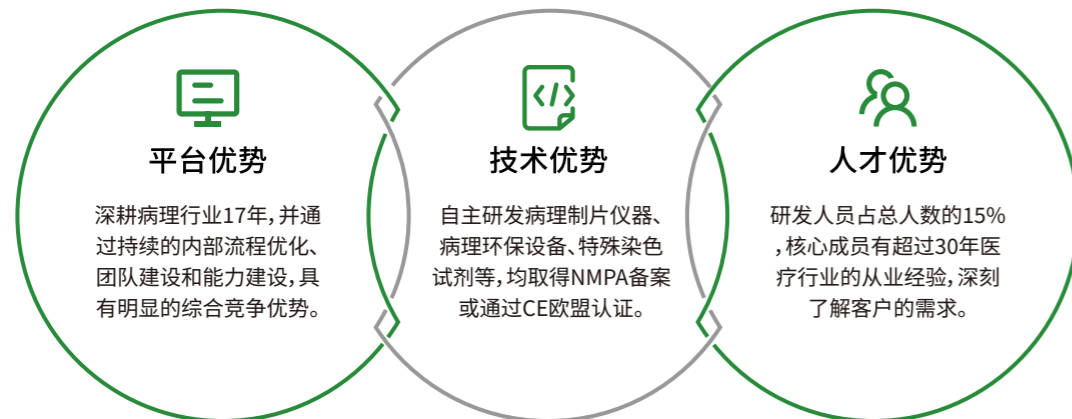 平台优势
深耕病理行业17年，并通
过持续的内部流程优化、
团队建设和能力建设，具
有明显的综合竞争优势。
技术优势
自主研发病理制片仪器、
病理环保设备、特殊染色
试剂等，均取得NMPA备案
或通过CE欧盟认证。
人才优势
研发人员占总人数的15%
，核心成员有超过30年医
疗行业的从业经验，深刻
了解客户的需求。